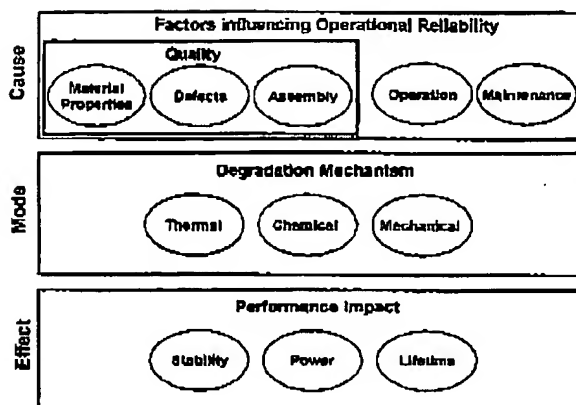 Factors influencing Operational Reliability
Quality
Material
Properties
Defects
Assembly
Operation
Maintenance
Cause
Degradation Mechanism
Thermal
Chemical
Mechanical
Mode
Performance Impact
Stability
Power
Lifetime
Effect